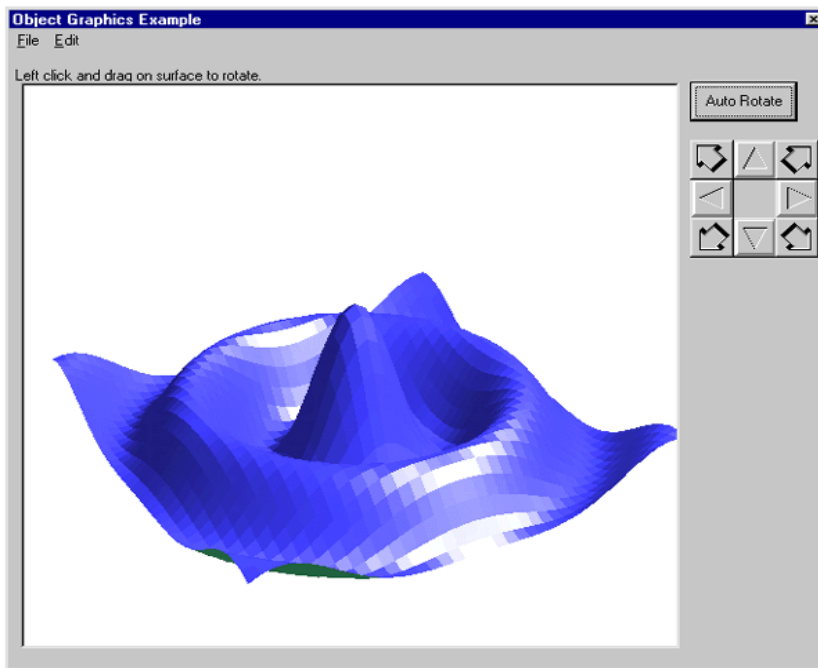 Object Graphics Example
File Edit
Left click and drag on surface to rotate.
Auto Rotate